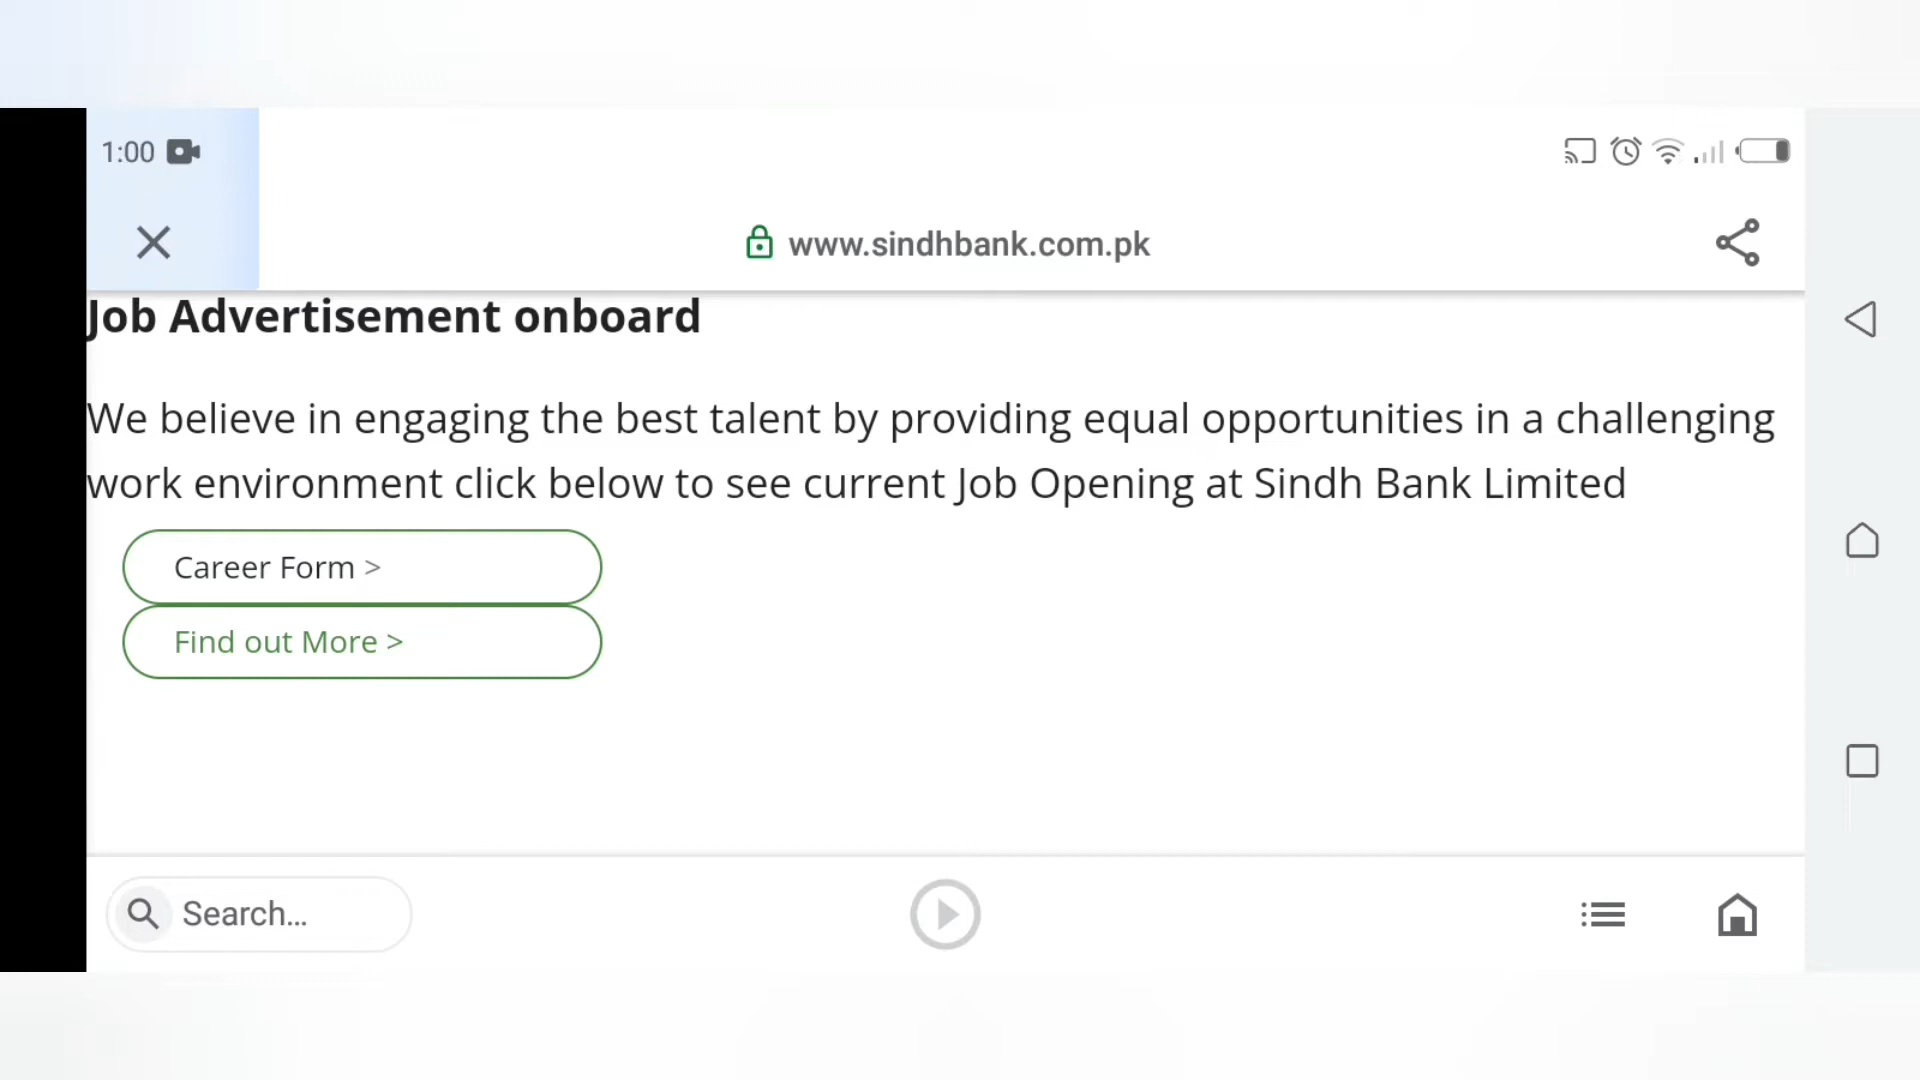 1:00
www.sindhbank.com.pk
Job Advertisement onboard
We believe in engaging the best talent by providing equal opportunities in a challenging
work environment click below to see current Job Opening at Sindh Bank Limited
Career Form >
Find out More >
Search...